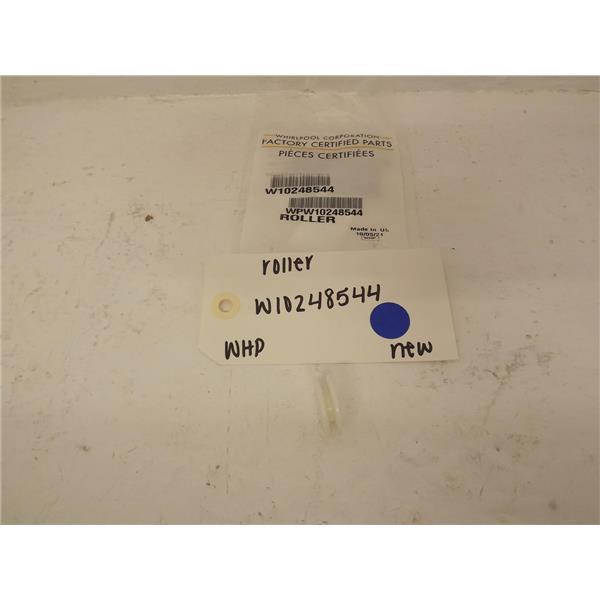 WHIRLPOOL CORPORATION
FACTORY CERTIFIED PARTS
PIÈCES CERTIFIÉES
W10248544
WPW10248544
ROLLER
Made in US
10/05/21
roller
W10248544
WHP
new